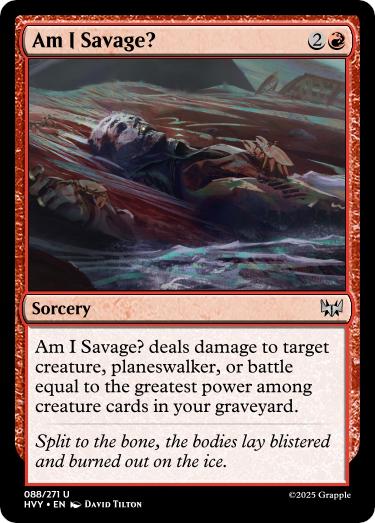 Am I Savage? 2
Sorcery
Am I Savage? deals damage to target
creature, planeswalker, or battle
equal to the greatest power among
creature cards in your graveyard.
Split to the bone, the bodies lay blistered
and burned out on the ice.
088/271 U
HVY • EN DAVID TILTON
©2025 Grapple